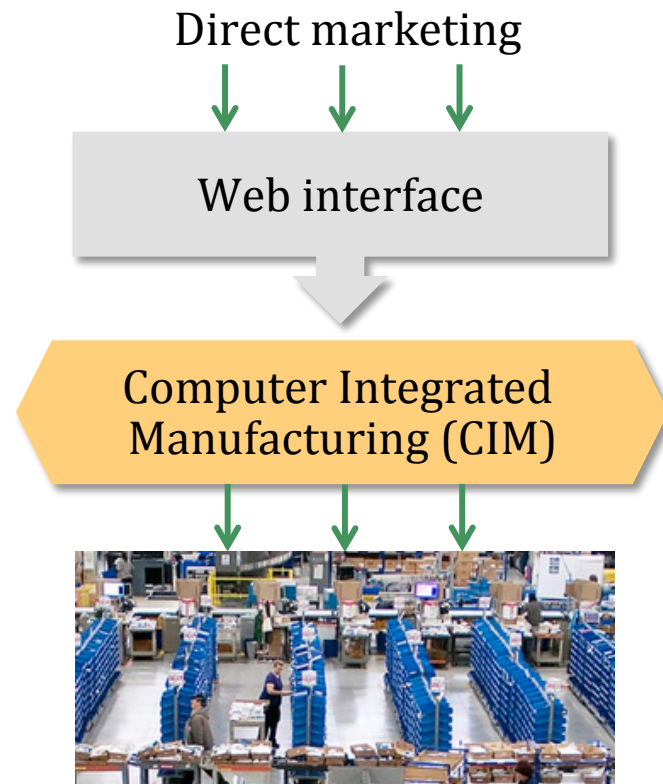 Direct marketing
Web interface
Computer Integrated
Manufacturing (CIM)